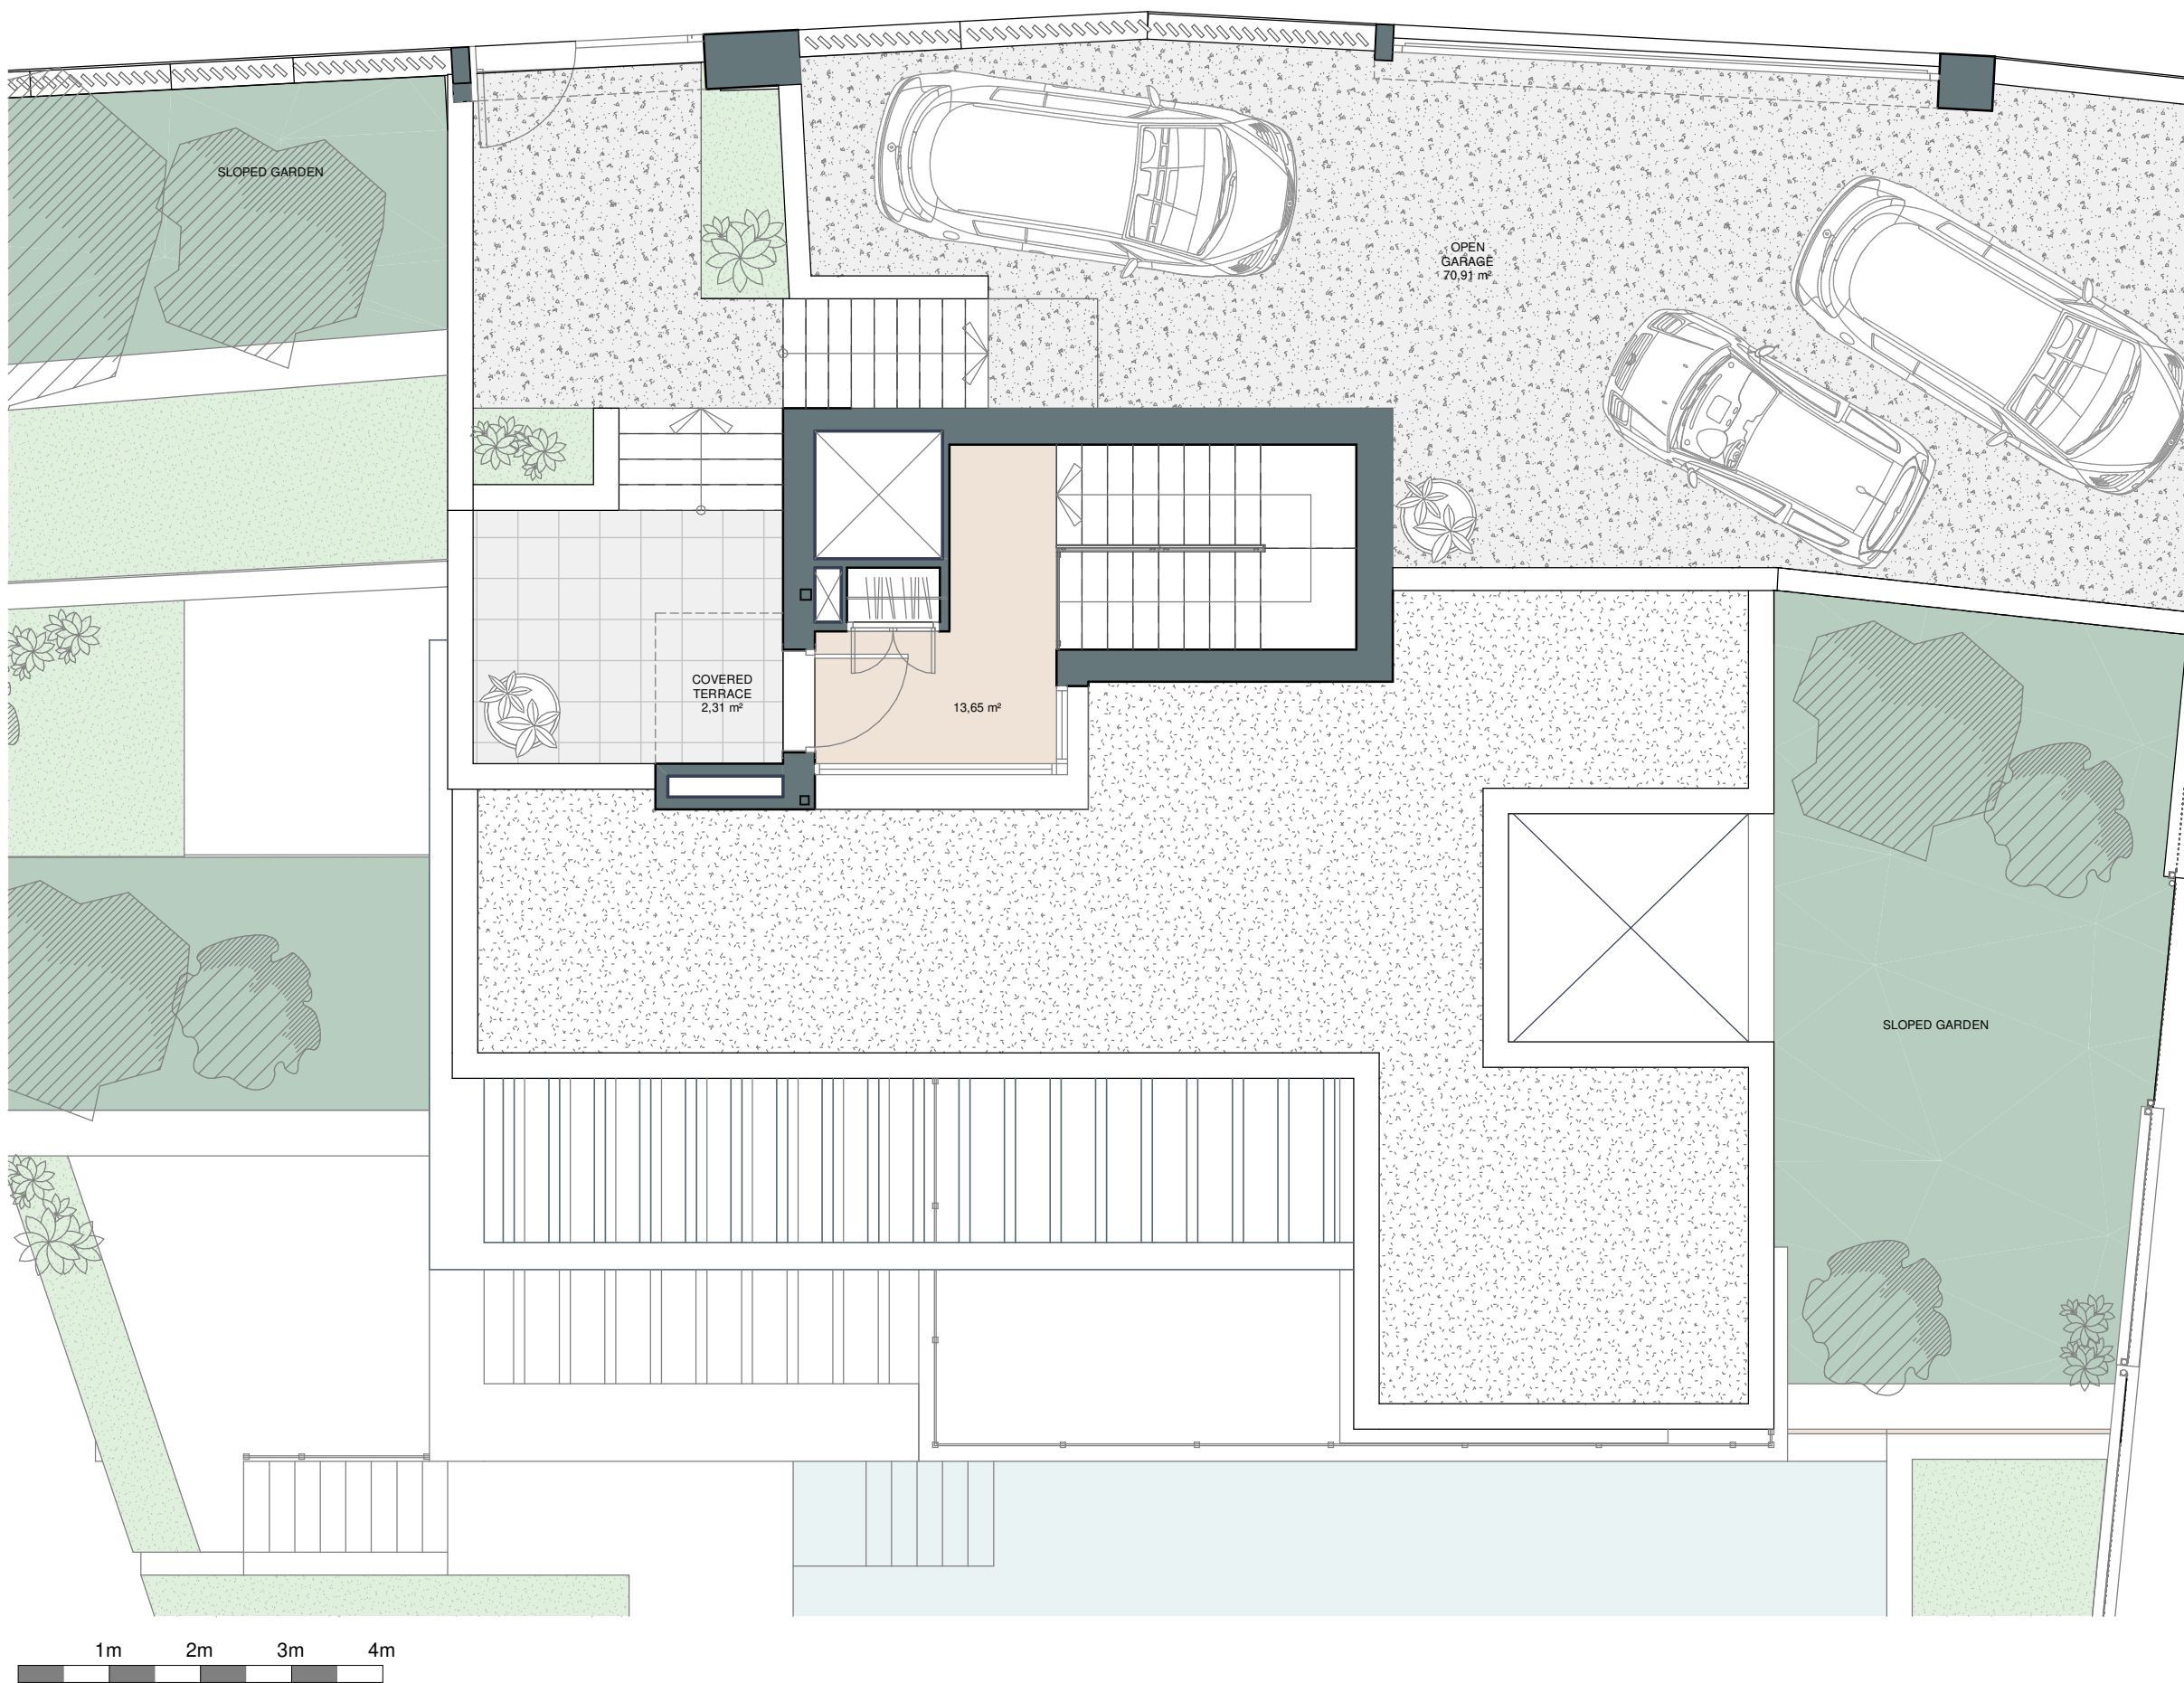 SLOPED GARDEN
OPEN
GARAGE
70,91 m²
COVERED
TERRACE
2,31 m²
13,65 m²
SLOPED GARDEN
1m 2m 3m 4m